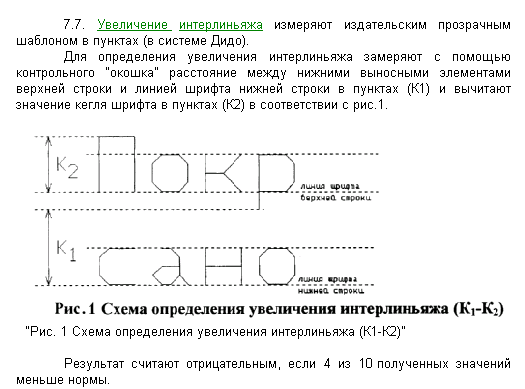 7.7. Увеличение интерлиньяжа измеряют издательским прозрачным
шаблоном в пунктах (в системе Дидо).
Для определения увеличения интерлиньяжа замеряют с помощью
контрольного "окошка" расстояние между нижними выносными элементами
верхней строки и линией шрифта нижней строки в пунктах (К1) и вычитают
значение кегля шрифта в пунктах (К2) в соответствии с рис.1.
К2
Покр
линия шрифта
верхней строки
К1
Сано
линия шрифта
нижней строки
Рис. 1 Схема определения увеличения интерлиньяжа (К1-К2)
"Рис. 1 Схема определения увеличения интерлиньяжа (К1-К2)"
Результат считают отрицательным, если 4 из 10 полученных значений
меньше нормы.